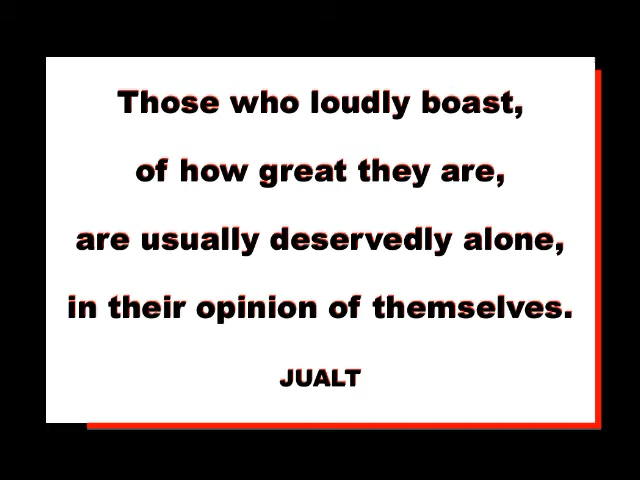 Those who loudly boast,
of how great they are,
are usually deservedly alone,
in their opinion of themselves.
JUALT